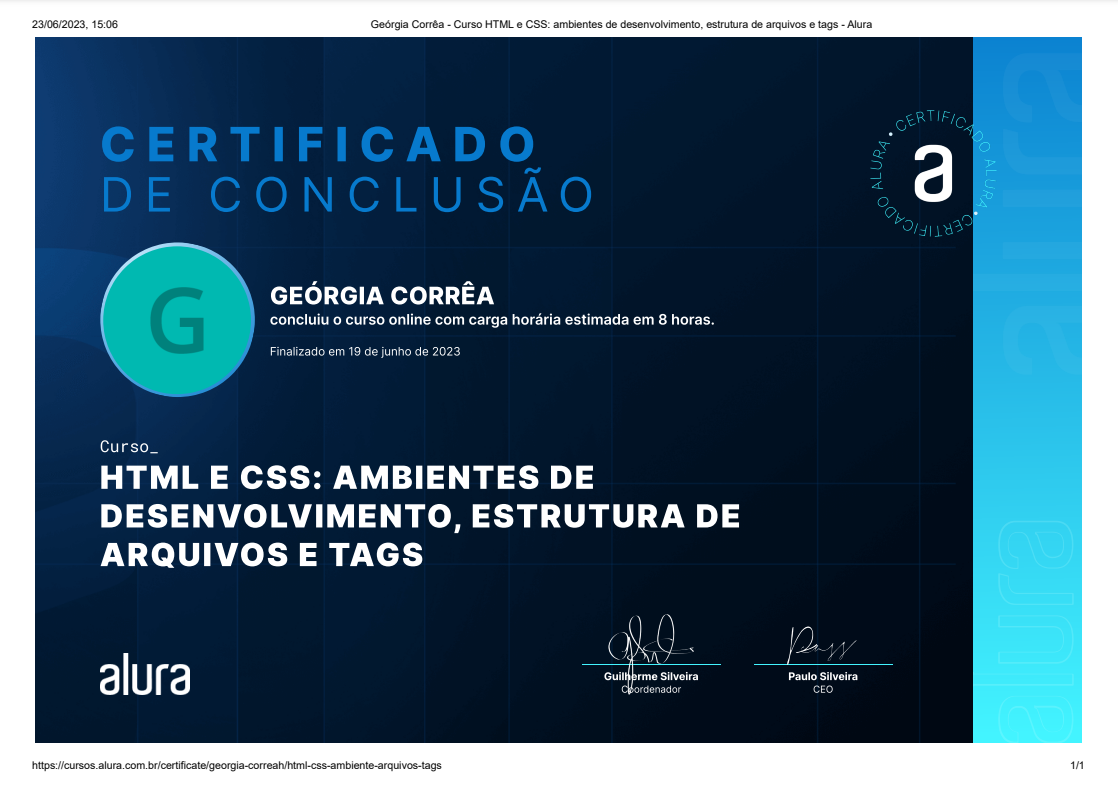 23/06/2023, 15:06
Geórgia Corrêa - Curso HTML e CSS: ambientes de desenvolvimento, estrutura de arquivos e tags - Alura
CERTIFICADO
DE CONCLUSÃO
CERTIFICADO ALURA • CERTIFICADO ALURA •
a
G
GEÓRGIA CORRÊA
concluiu o curso online com carga horária estimada em 8 horas.
Finalizado em 19 de junho de 2023
Curso_
HTML E CSS: AMBIENTES DE
DESENVOLVIMENTO, ESTRUTURA DE
ARQUIVOS E TAGS
alura
Guilherme Silveira
Coordenador
Paulo Silveira
CEO
alura
alura
https://cursos.alura.com.br/certificate/georgia-correah/html-css-ambiente-arquivos-tags
1/1